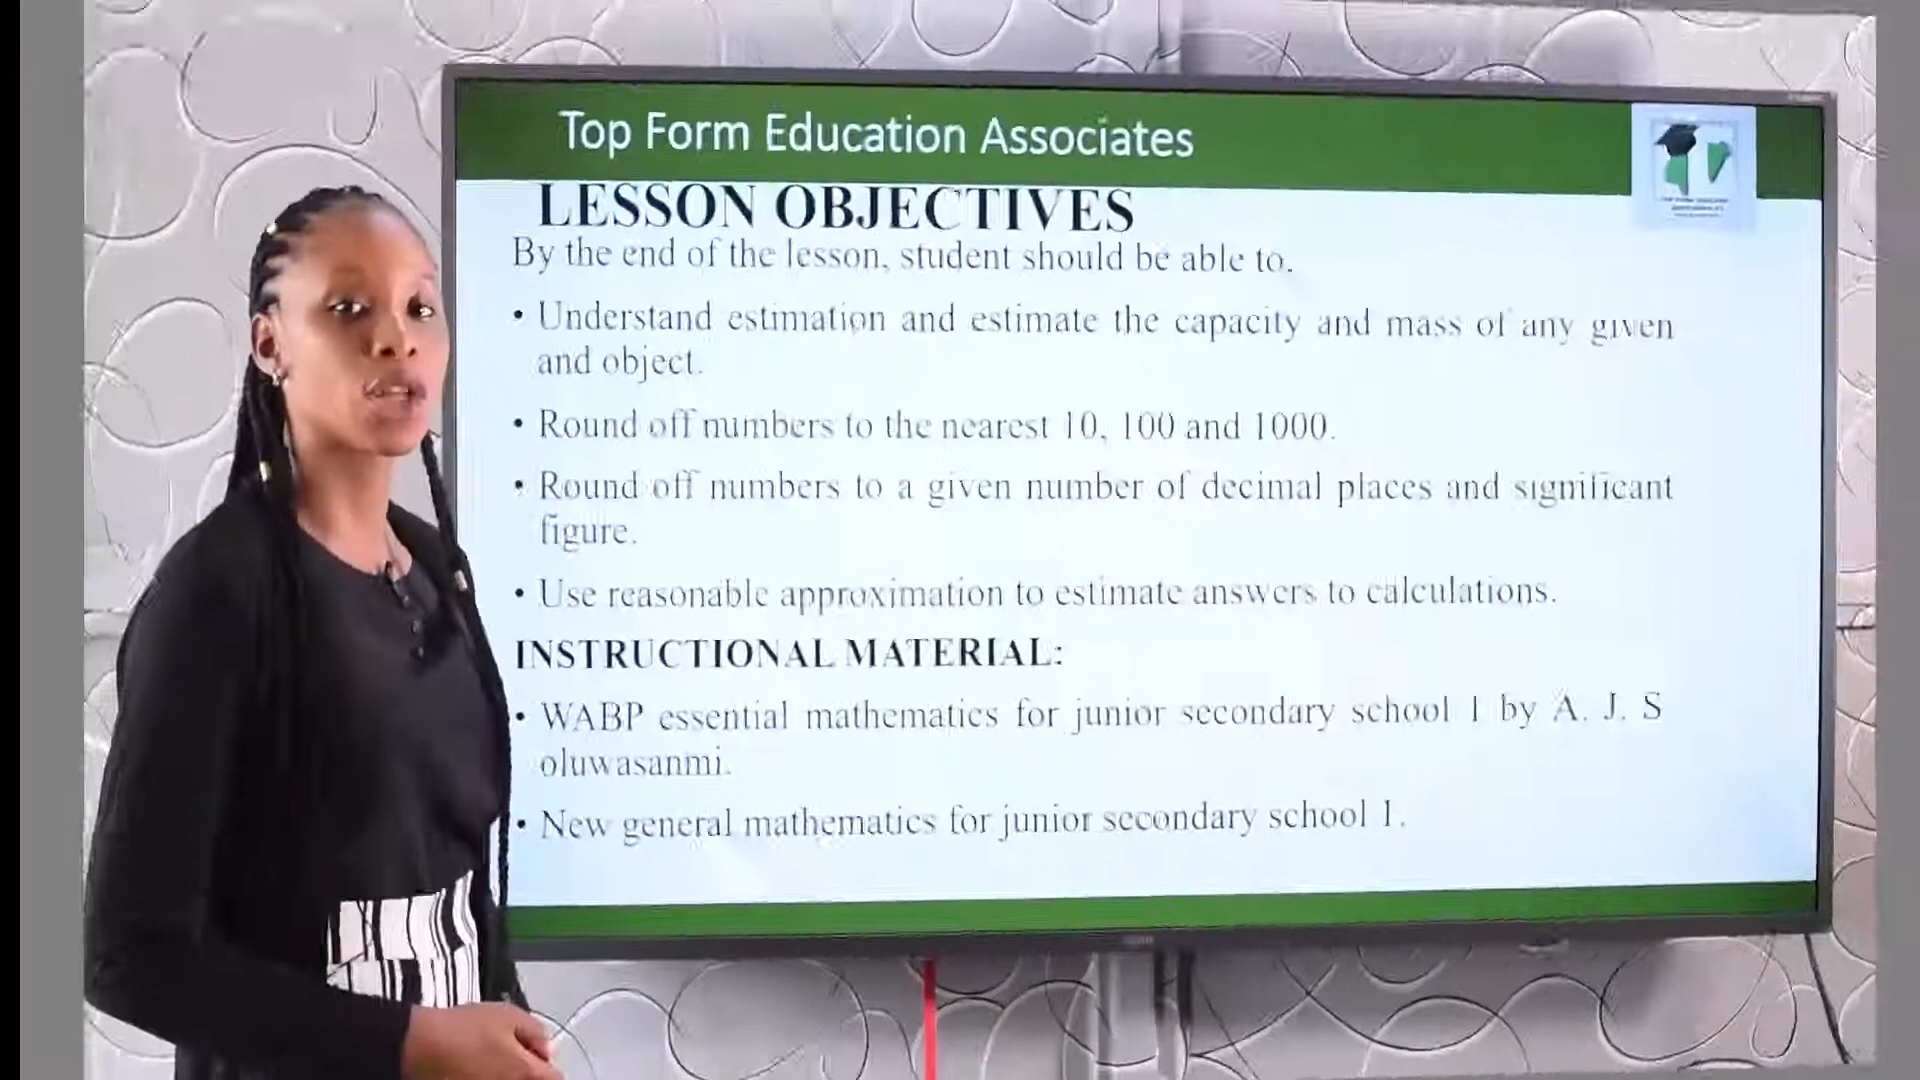 Top Form Education Associates
LESSON OBJECTIVES
By the end of the lesson, student should be able to.
• Understand estimation and estimate the capacity and mass of any given
and object.
• Round off numbers to the nearest 10, 100 and 1000.
• Round off numbers to a given number of decimal places and significant
figure.
• Use reasonable approximation to estimate answers to calculations.
INSTRUCTIONAL MATERIAL:
• WABP essential mathematics for junior secondary school 1 by A. J. S
oluwasanmi.
• New general mathematics for junior secondary school 1.